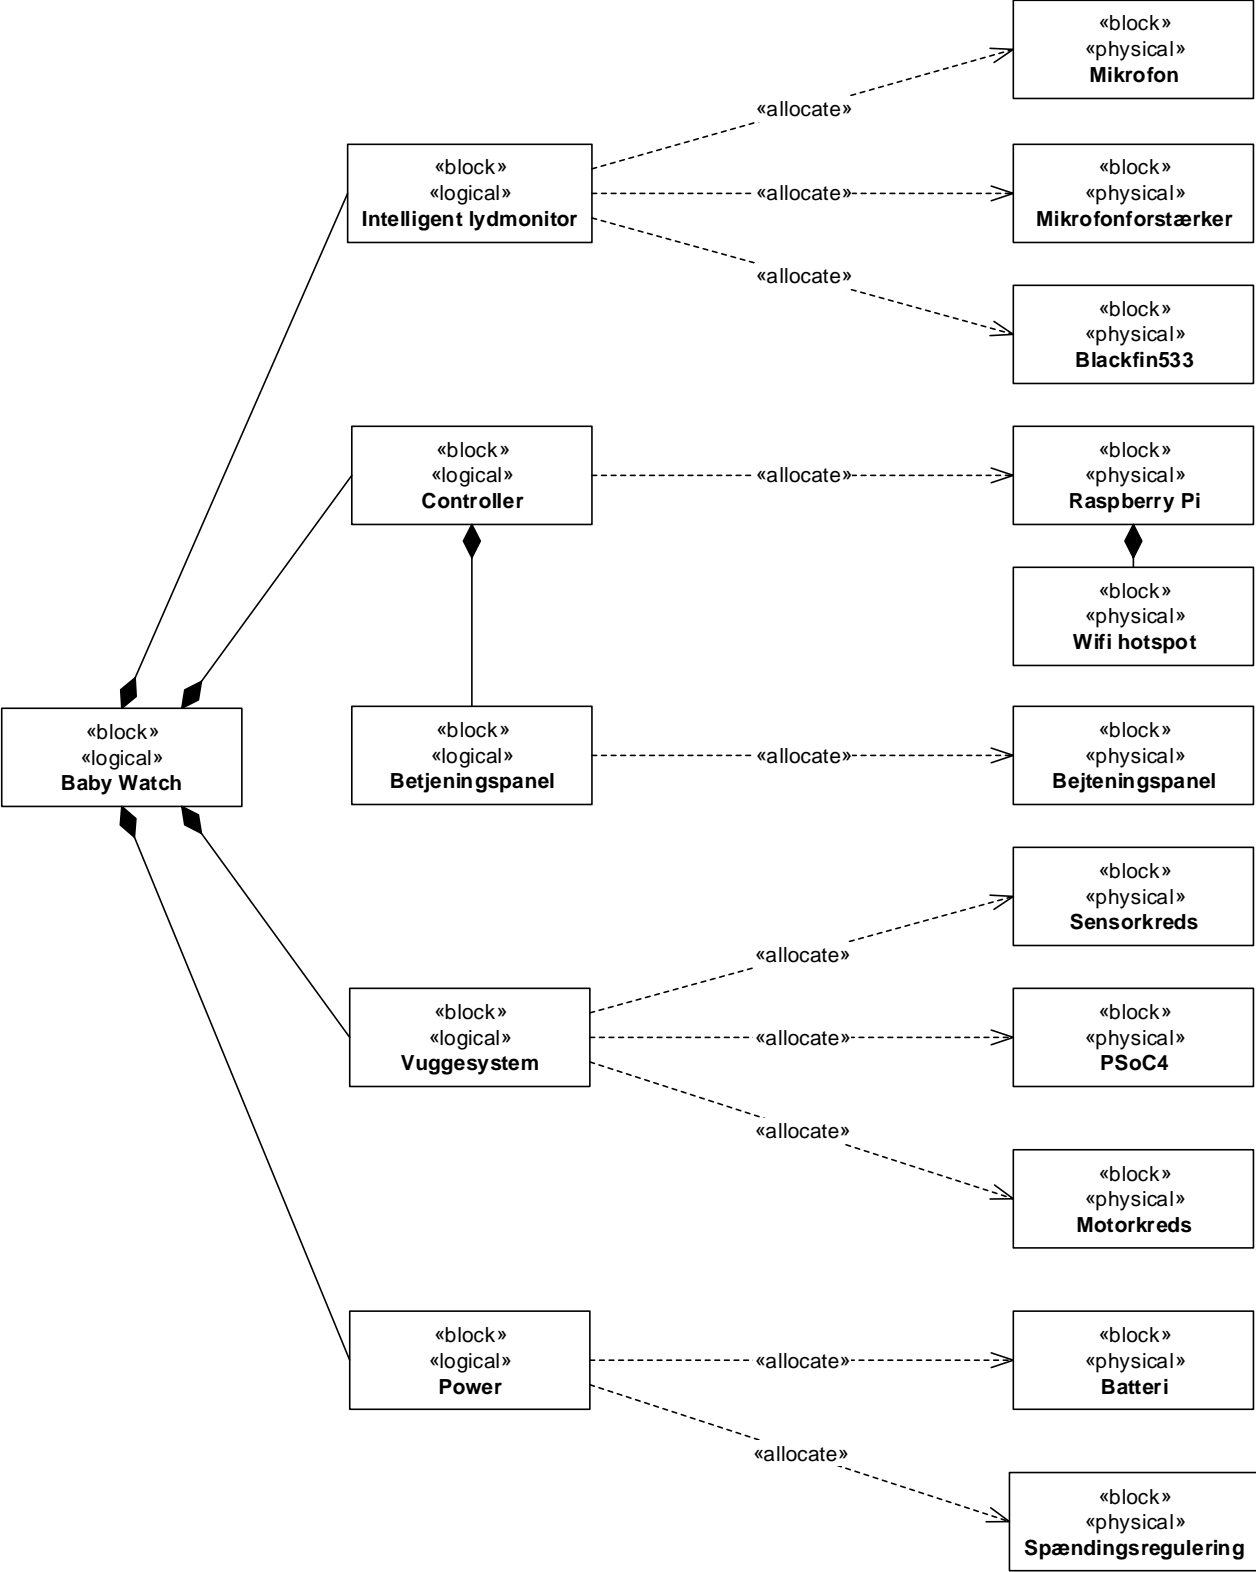 «block»
«physical»
Mikrofon
«allocate»
«block»
«logical»
Intelligent lydmonitor
«allocate»
«block»
«physical»
Mikrofonforstærker
«allocate»
«block»
«physical»
Blackfin533
«block»
«logical»
Controller
«allocate»
«block»
«physical»
Raspberry Pi
«block»
«physical»
Wifi hotspot
«block»
«logical»
Baby Watch
«block»
«logical»
Betjeningspanel
«allocate»
«block»
«physical»
Bejteningspanel
«block»
«physical»
Sensorkreds
«allocate»
«block»
«logical»
Vuggesystem
«allocate»
«block»
«physical»
PSoC4
«allocate»
«block»
«physical»
Motorkreds
«block»
«logical»
Power
«allocate»
«block»
«physical»
Batteri
«allocate»
«block»
«physical»
Spændingsregulering